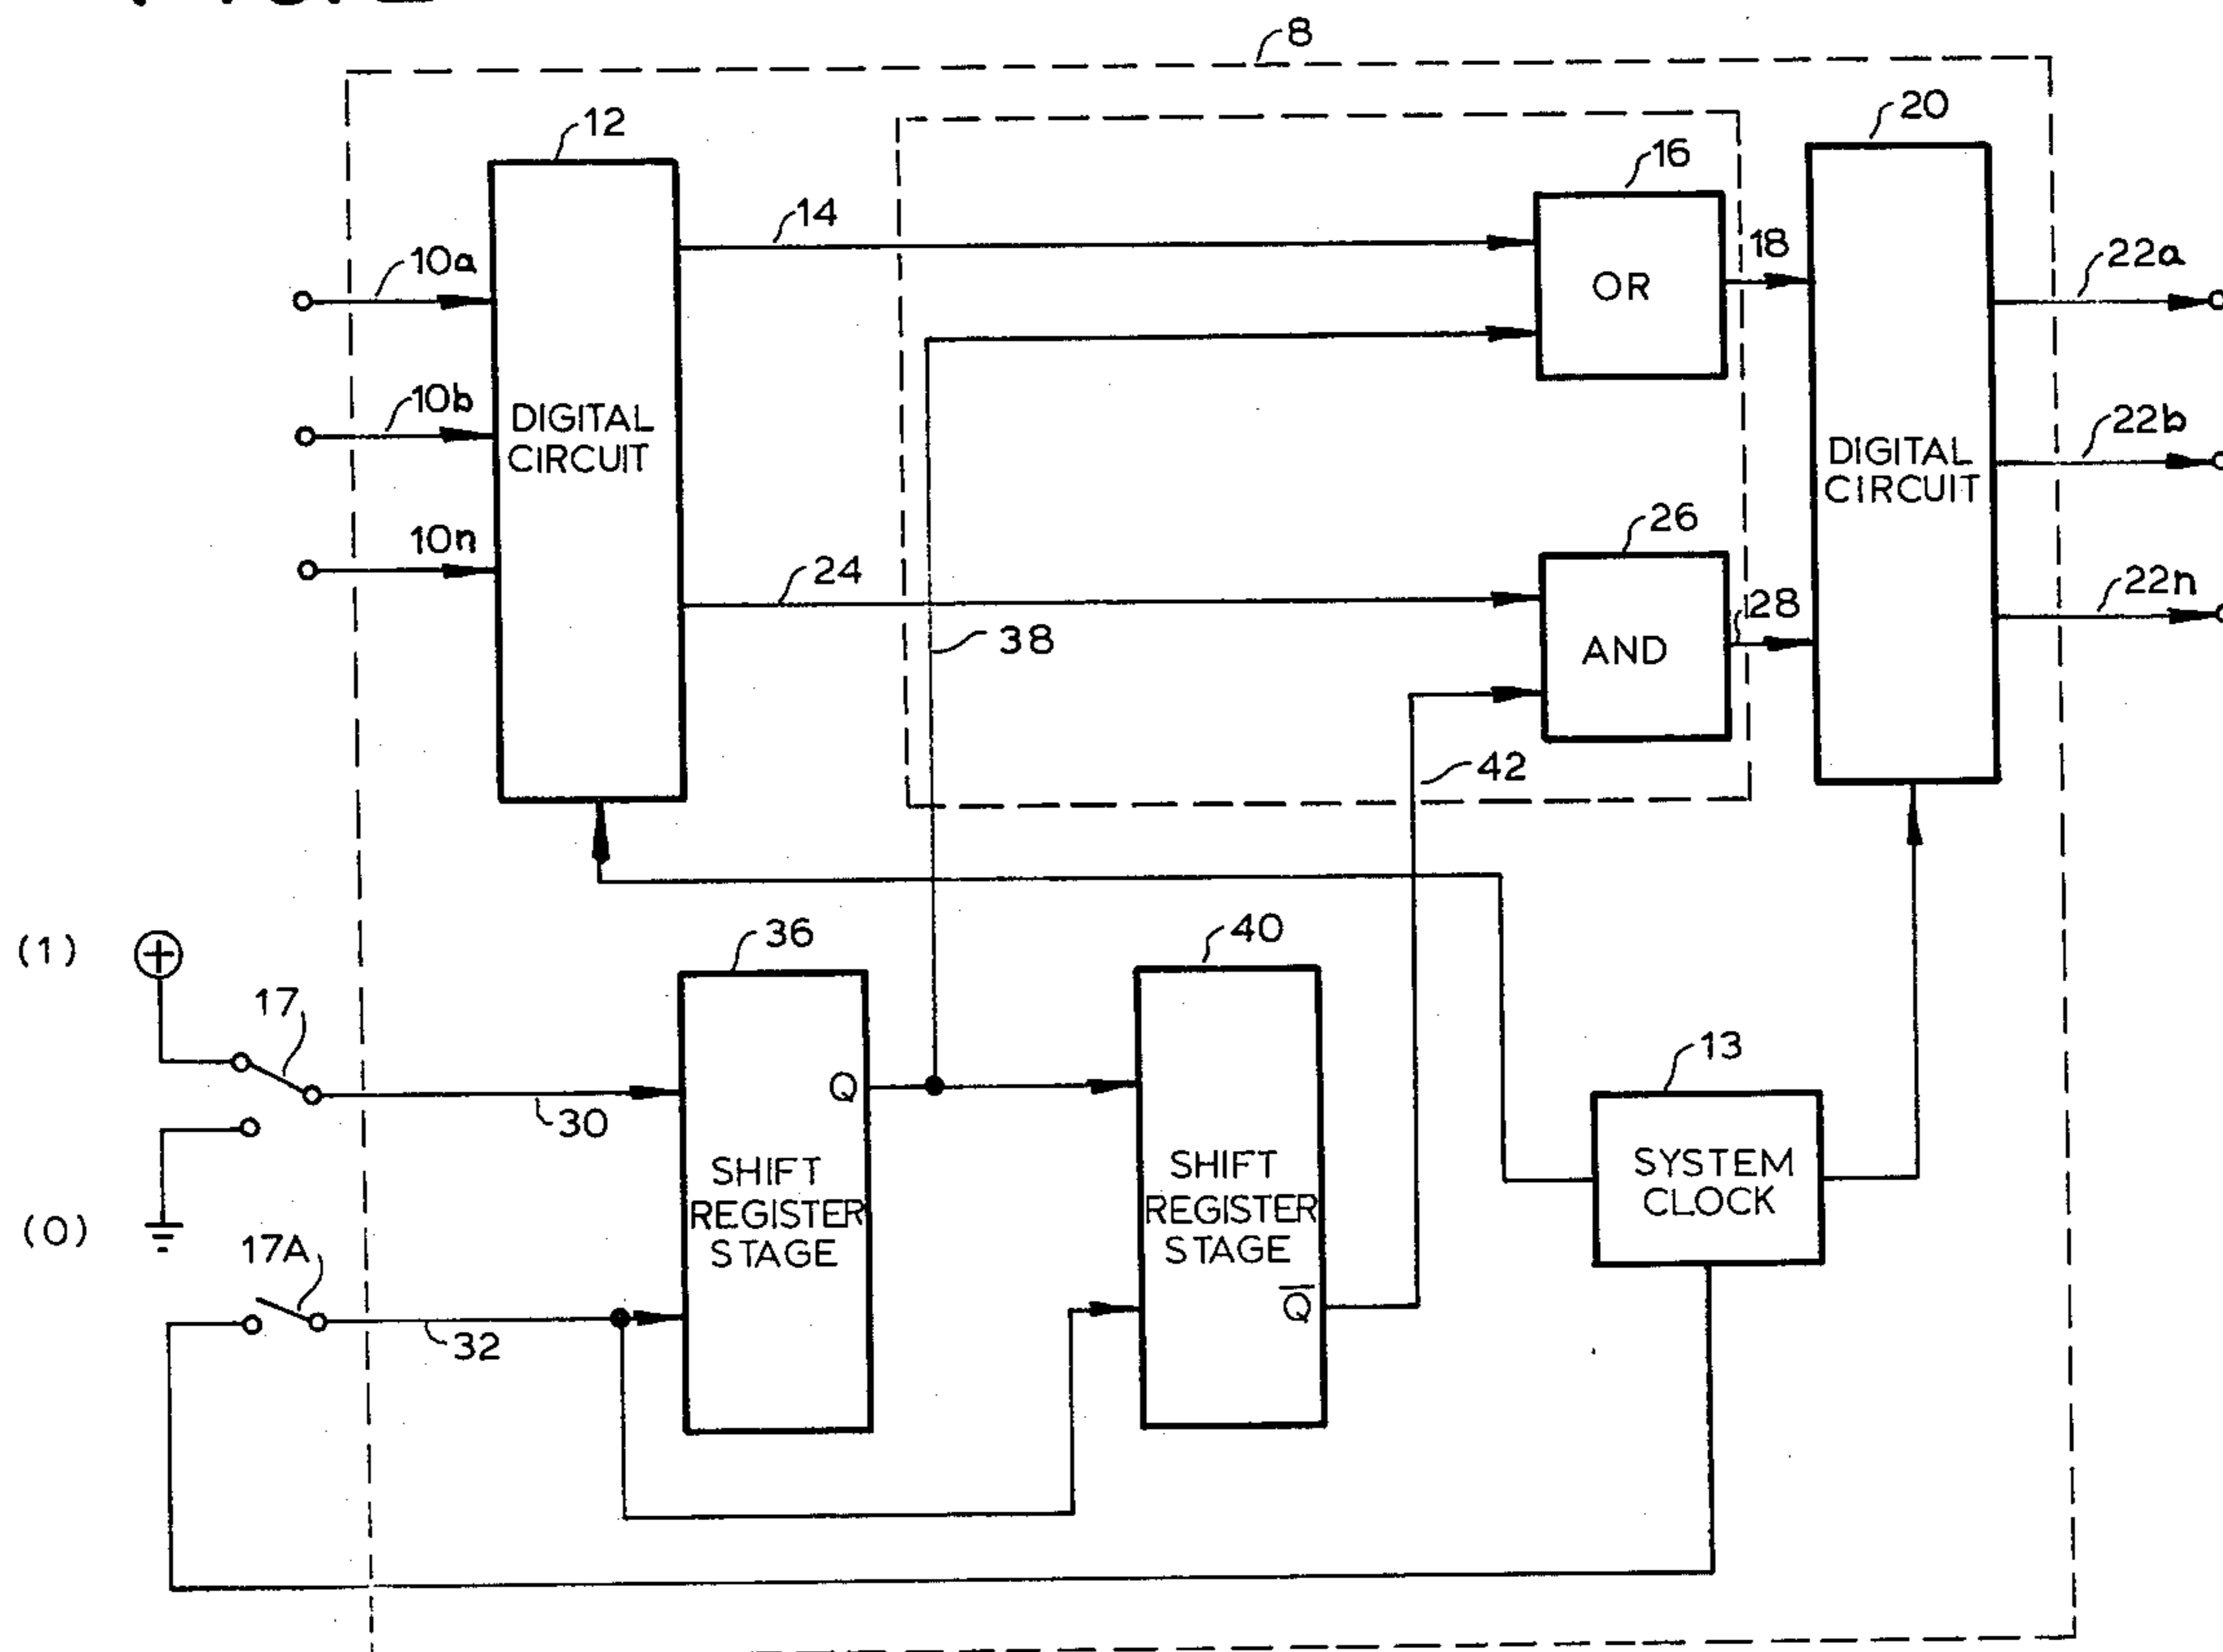 8
12
20
16
14
18
10a
22a
OR
10b
DIGITAL
CIRCUIT
22b
DIGITAL
CIRCUIT
10n
26
24
28
22n
38
AND
42
36
40
(1)
+
17
13
Q
30
SHIFT
REGISTER
STAGE
SHIFT
REGISTER
STAGE
SYSTEM
CLOCK
(0)
17A
Q̅
32